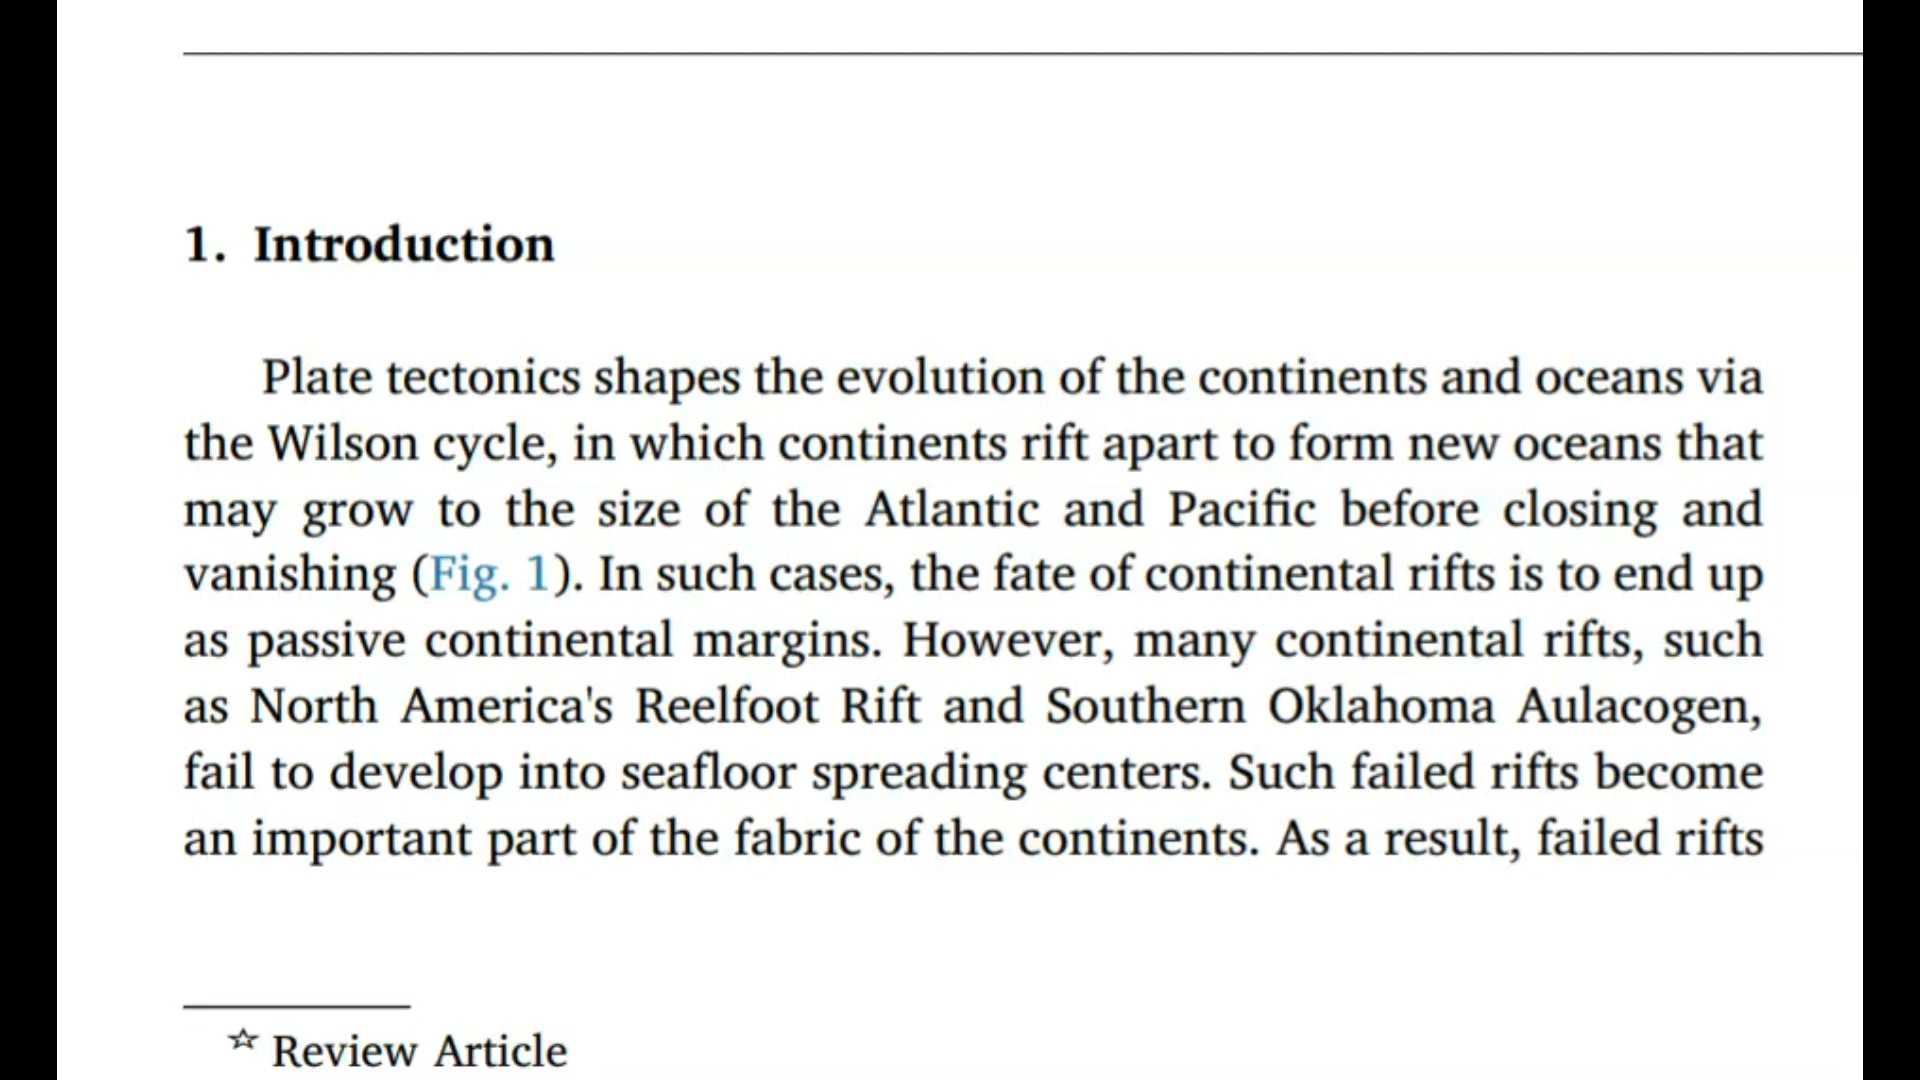 1. Introduction
Plate tectonics shapes the evolution of the continents and oceans via
the Wilson cycle, in which continents rift apart to form new oceans that
may grow to the size of the Atlantic and Pacific before closing and
vanishing (Fig. 1). In such cases, the fate of continental rifts is to end up
as passive continental margins. However, many continental rifts, such
as North America's Reelfoot Rift and Southern Oklahoma Aulacogen,
fail to develop into seafloor spreading centers. Such failed rifts become
an important part of the fabric of the continents. As a result, failed rifts
☆ Review Article